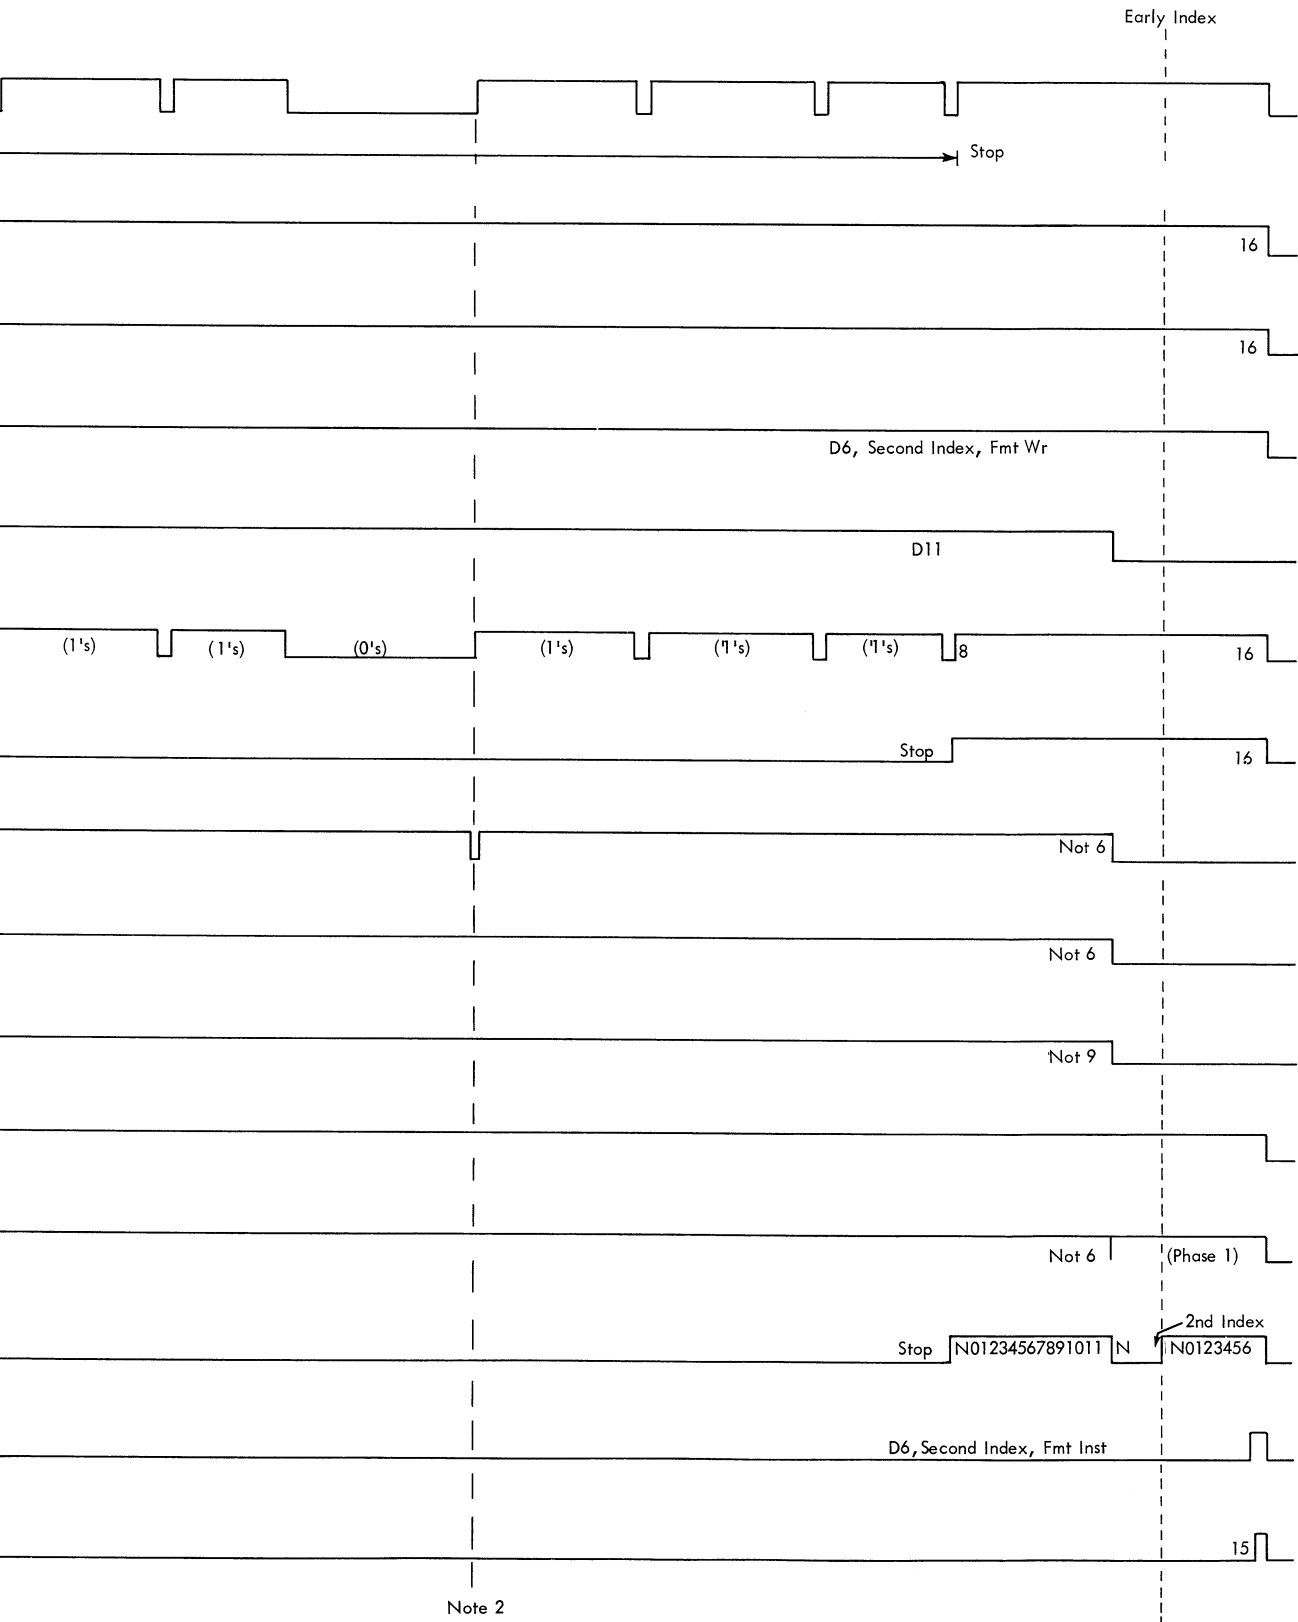 Early Index
Stop
16
16
D6, Second Index, Fmt Wr
D11
(1's) (1's) (0's) (1's) (1's) (1's) 8 16
Stop 16
Not 6
Not 6
Not 9
Not 6 (Phase 1)
2nd Index
Stop N01234567891011 N N0123456
D6, Second Index, Fmt Inst
15
Note 2